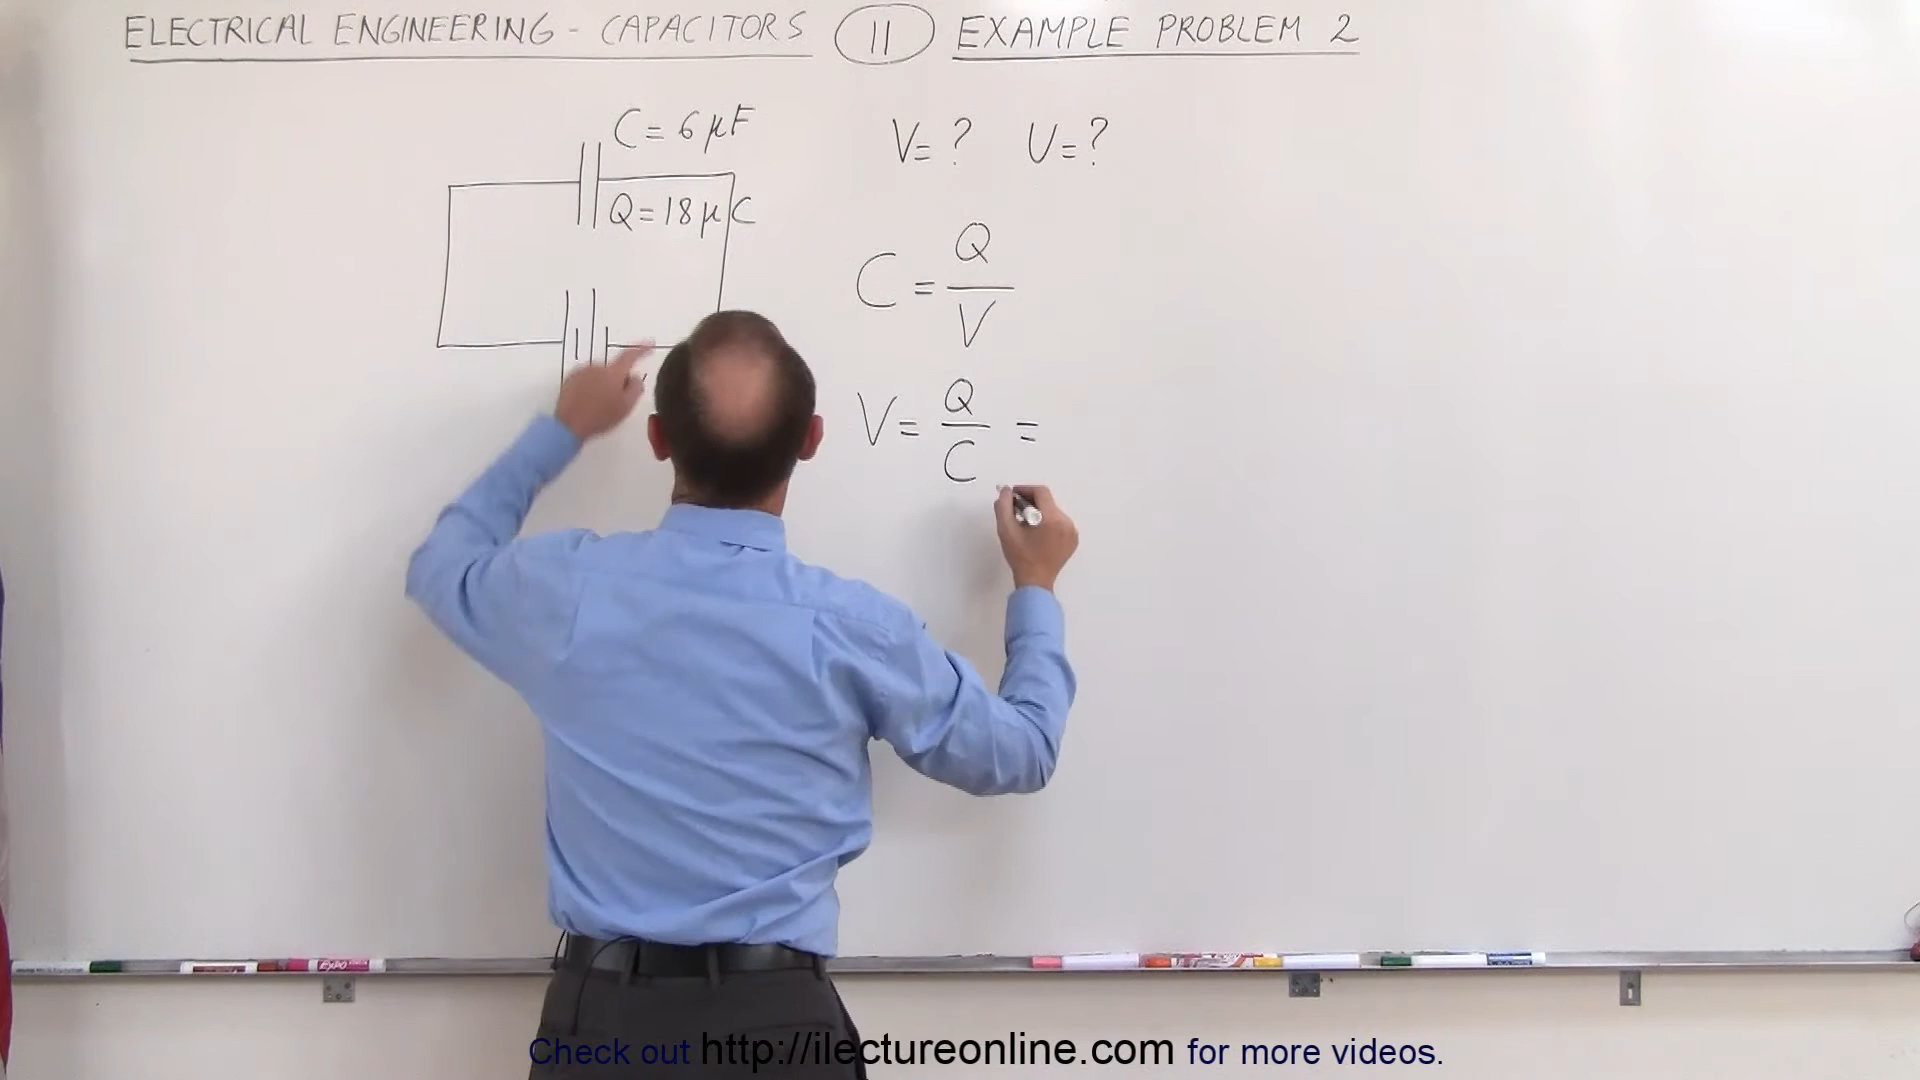 ELECTRICAL ENGINEERING - CAPACITORS 11 EXAMPLE PROBLEM 2
C = 6 μF
V = ? U = ?
Q = 18 μC
C = Q / V
V = Q / C =
EXPO
Check out http://ilectureonline.com for more videos.